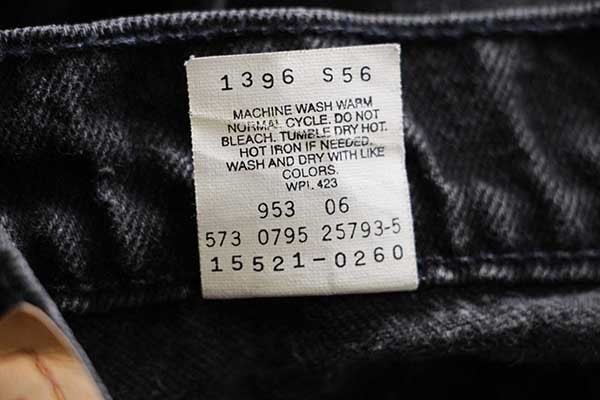 1396 S56
MACHINE WASH WARM
NORMAL CYCLE. DO NOT
BLEACH. TUMBLE DRY HOT.
HOT IRON IF NEEDED.
WASH AND DRY WITH LIKE
COLORS.
WPL 423
953 06
573 0795 25793-5
15521-0260